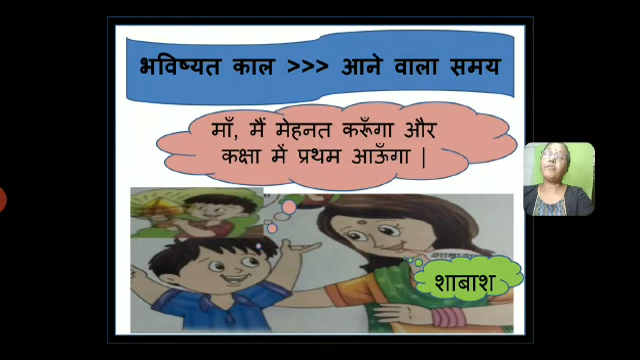 भविष्यत काल >>> आने वाला समय
माँ, मैं मेहनत करूँगा और
कक्षा में प्रथम आऊँगा |
शाबाश